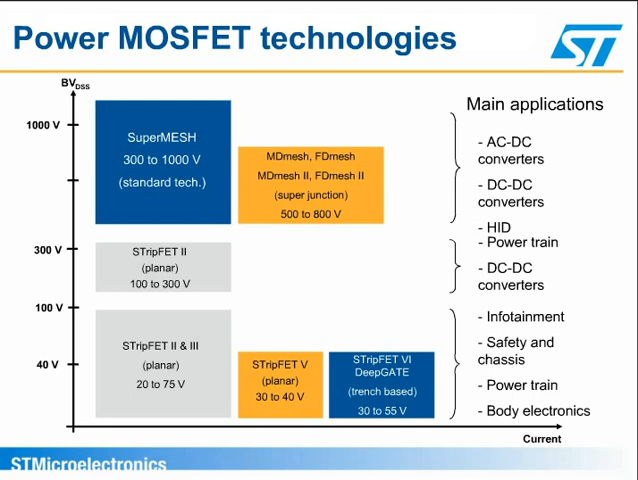 Power MOSFET technologies
ST
BVDSS
1000 V
300 V
100 V
40 V
SuperMESH
300 to 1000 V
(standard tech.)
MDmesh, FDmesh
MDmesh II, FDmesh II
(super junction)
500 to 800 V
STripFET II
(planar)
100 to 300 V
STripFET II & III
(planar)
20 to 75 V
STripFET V
(planar)
30 to 40 V
STripFET VI
DeepGATE
(trench based)
30 to 55 V
Main applications
- AC-DC
converters
- DC-DC
converters
- HID
- Power train
- DC-DC
converters
- Infotainment
- Safety and
chassis
- Power train
- Body electronics
Current
STMicroelectronics